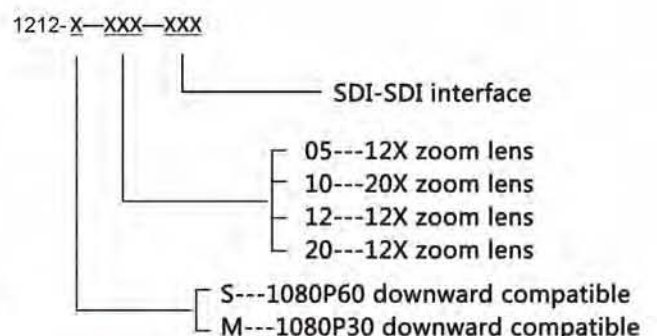 1212-X—XXX—XXX
SDI-SDI interface
05---12X zoom lens
10---20X zoom lens
12---12X zoom lens
20---12X zoom lens
S---1080P60 downward compatible
M---1080P30 downward compatible